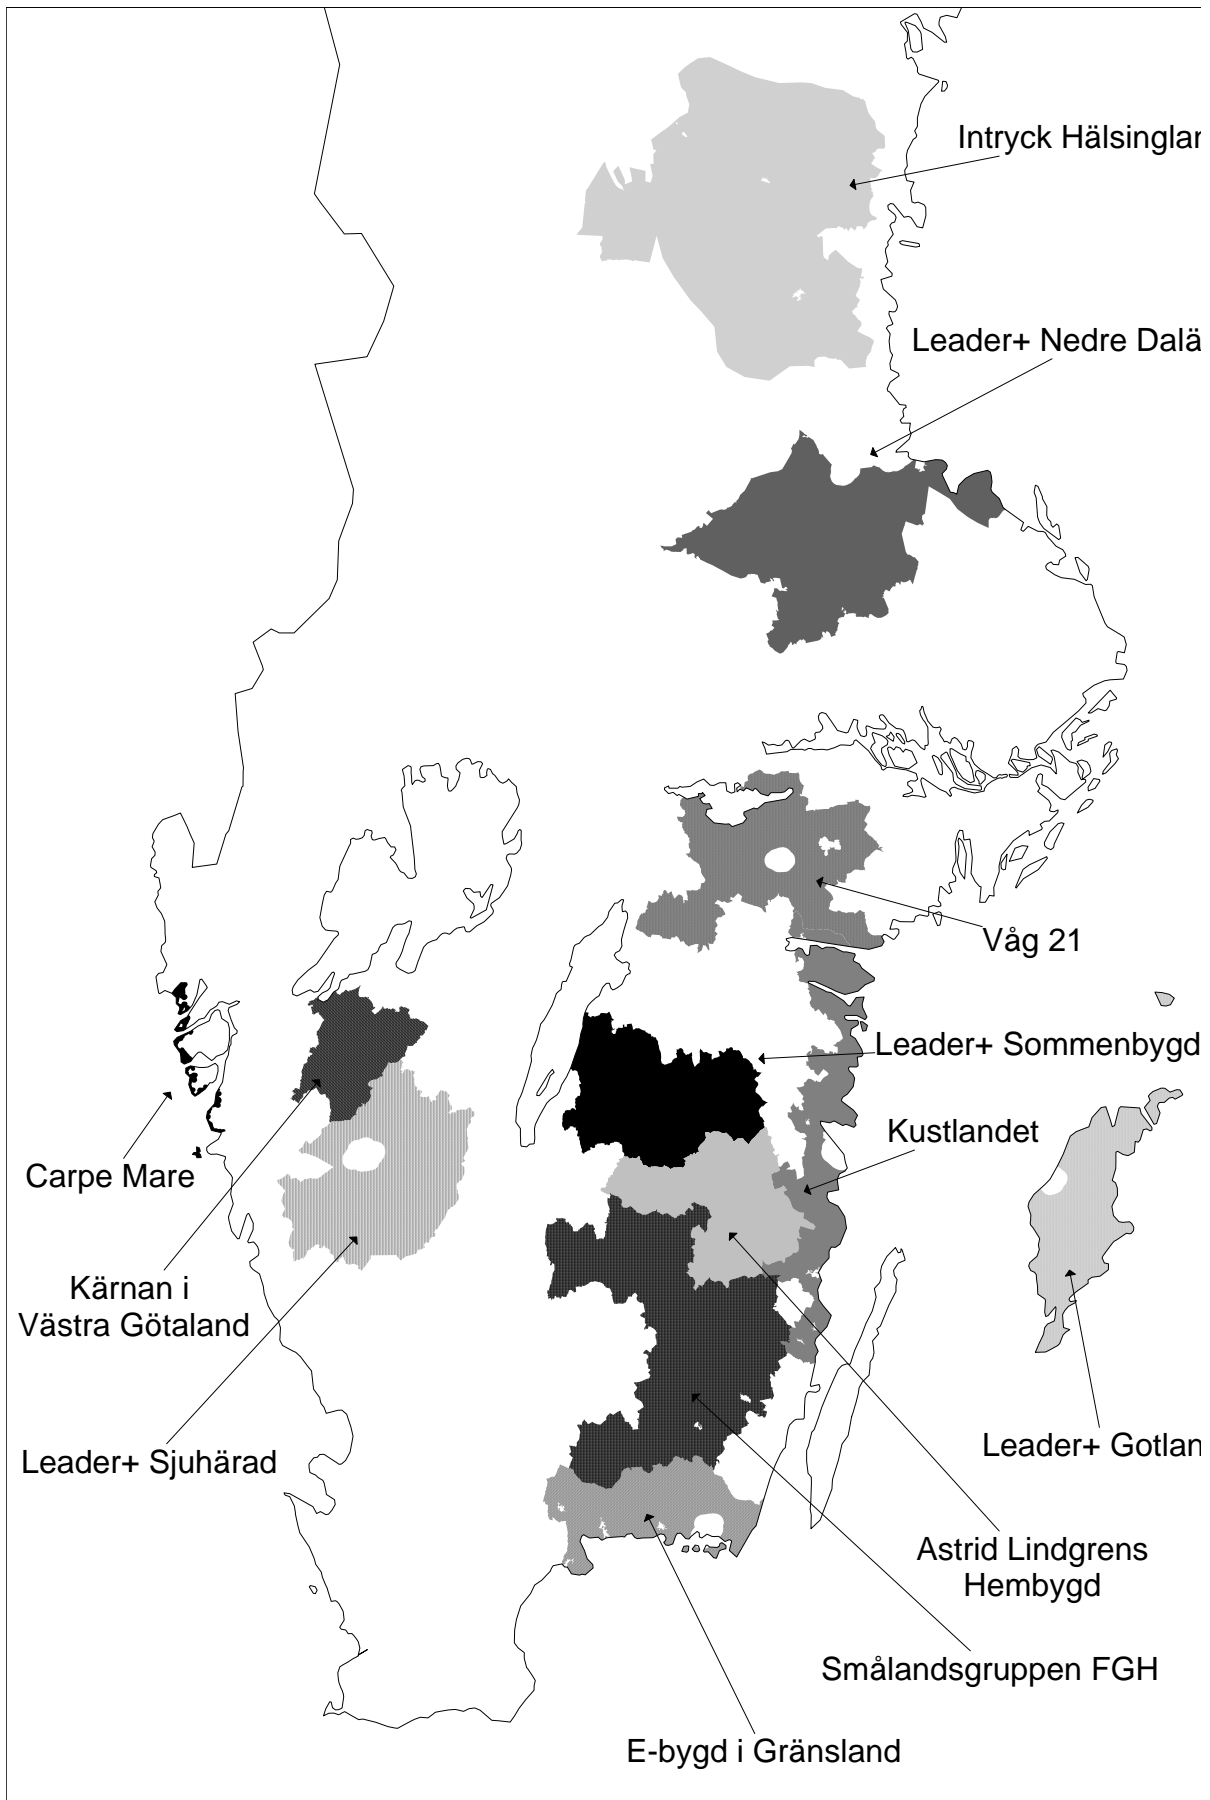 Intryck Hälsinglan
Leader+ Nedre Dalä
Våg 21
Leader+ Sommenbygd
Kustlandet
Carpe Mare
Kärnan i
Västra Götaland
Leader+ Sjuhärad
Leader+ Gotlan
Astrid Lindgrens
Hembygd
Smålandsgruppen FGH
E-bygd i Gränsland